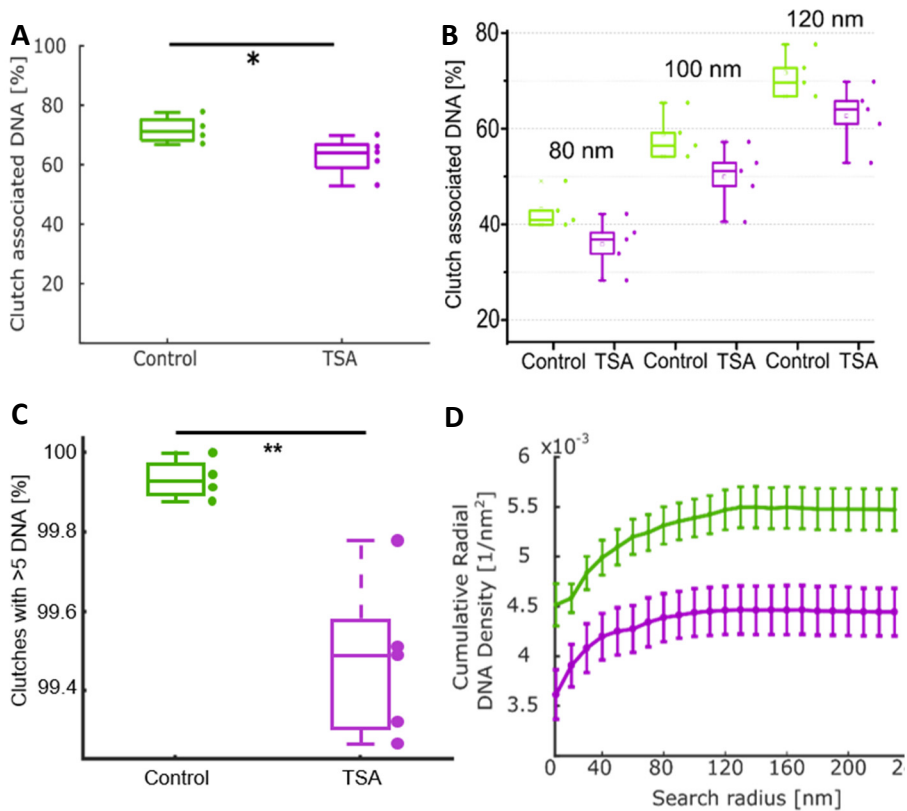 A
Clutch associated DNA [%]
100
80
60
40
20
*
Control
TSA
B
Clutch associated DNA [%]
80
60
40
20
80 nm
100 nm
120 nm
Control TSA Control TSA Control TSA
C
Clutches with >5 DNA [%]
100
99.8
99.6
99.4
**
Control
TSA
D
Cumulative Radial
DNA Density [1/nm²]
×10⁻³
6
5.5
5
4.5
4
3.5
0 40 80 120 160 200 2
Search radius [nm]